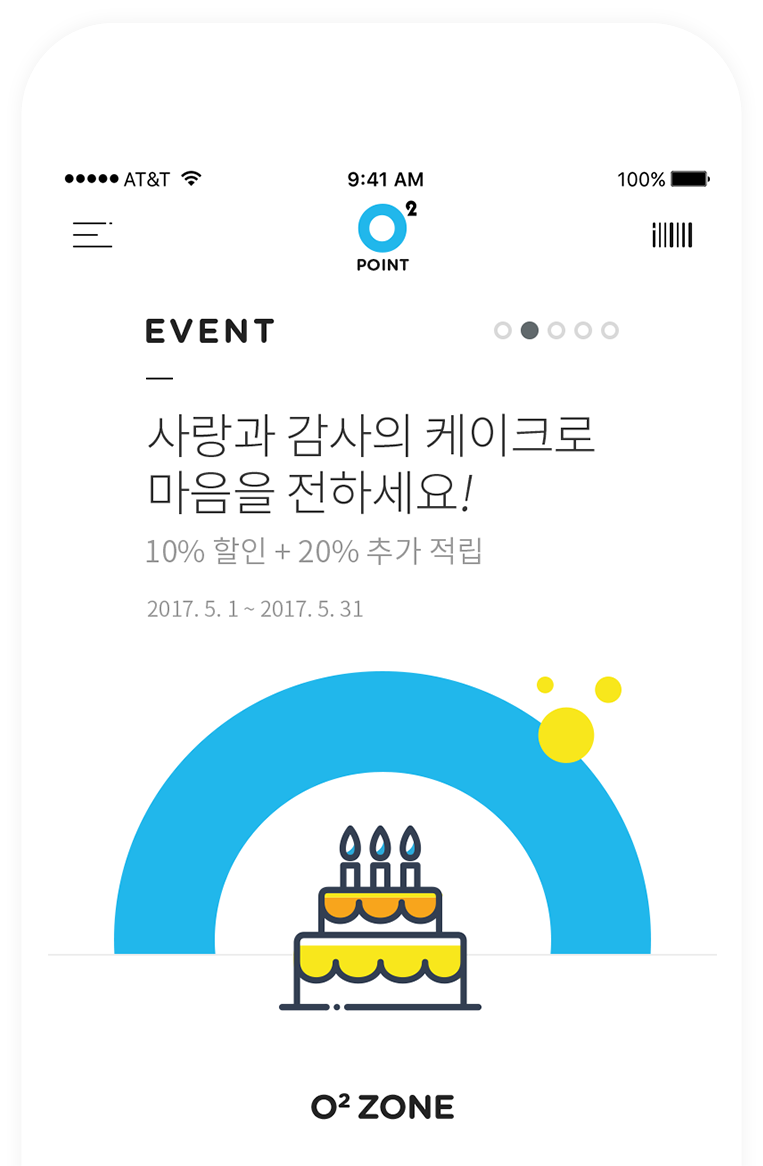 AT&T 9:41 AM 100%
O²
POINT
EVENT
사랑과 감사의 케이크로
마음을 전하세요!
10% 할인 + 20% 추가 적립
2017. 5. 1 ~ 2017. 5. 31
O² ZONE